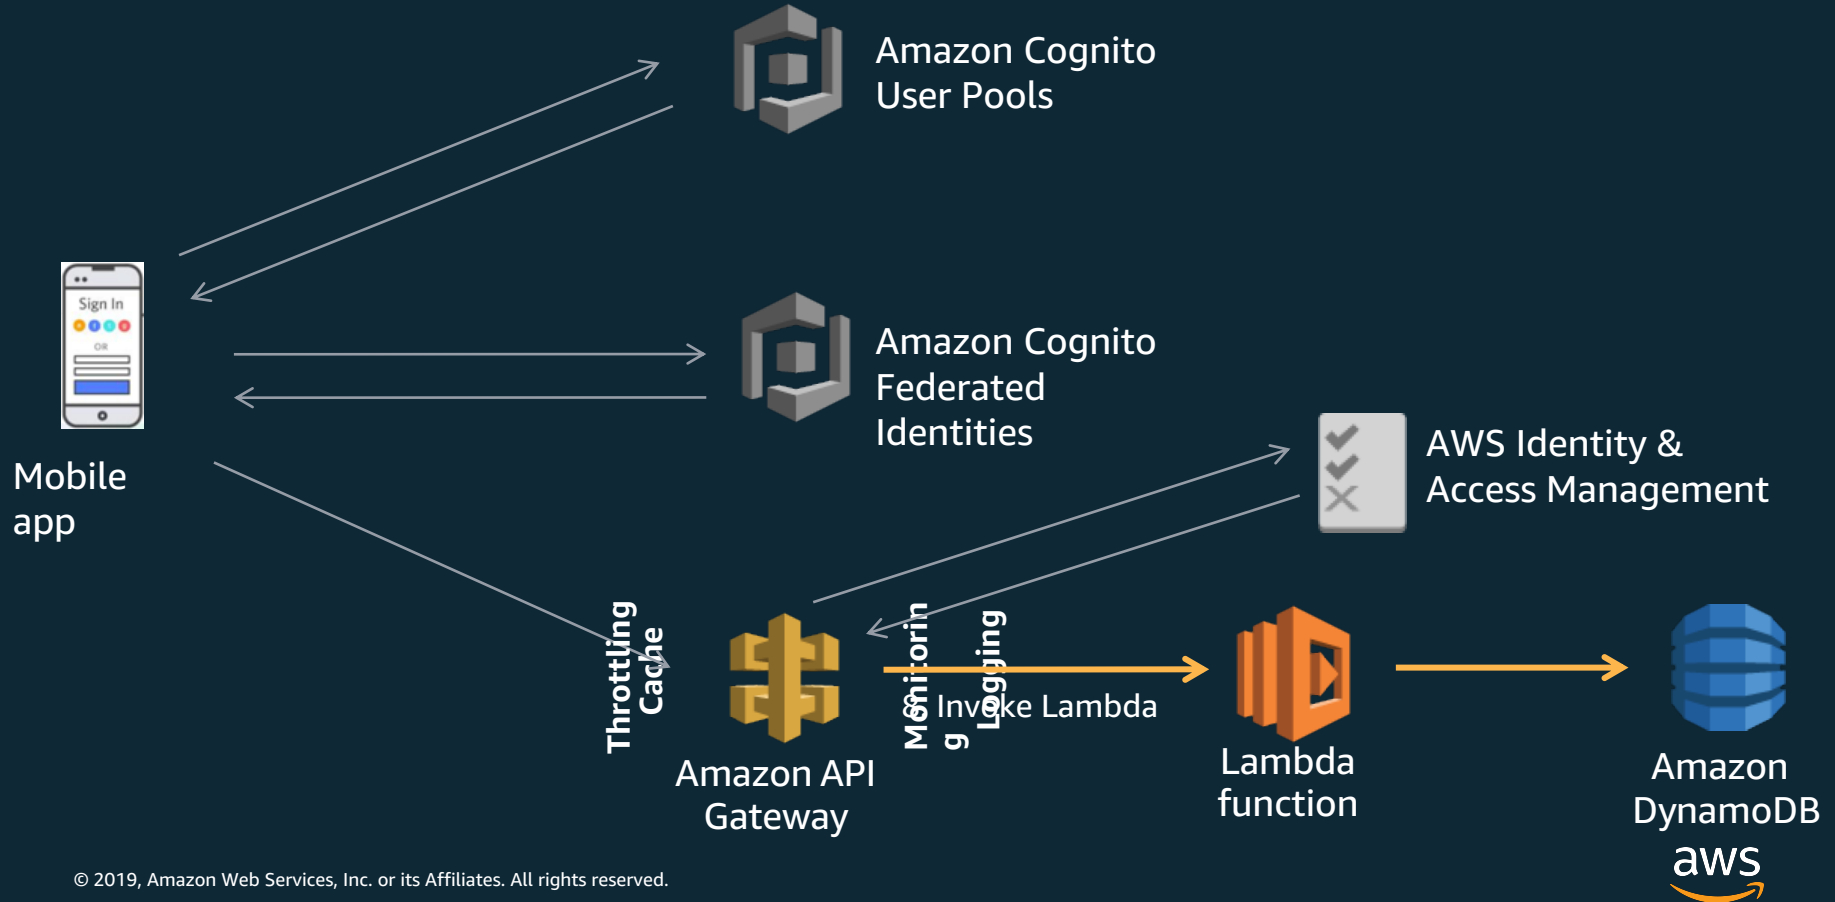 Amazon Cognito
User Pools
Sign In
OR
Mobile
app
Amazon Cognito
Federated
Identities
AWS Identity &
Access Management
Throttling
Cache
Monitorin
g
Logging
Invoke Lambda
Amazon API
Gateway
Lambda
function
Amazon
DynamoDB
© 2019, Amazon Web Services, Inc. or its Affiliates. All rights reserved.
aws